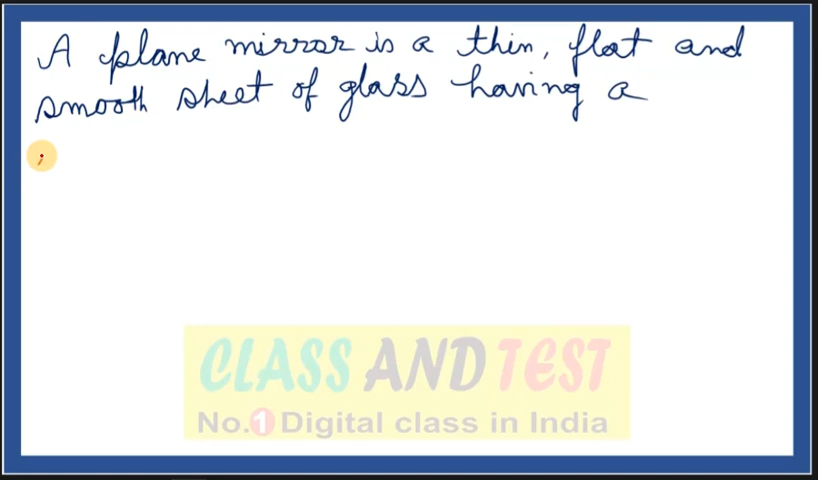 A plane mirror is a thin, flat and
smooth sheet of glass having a
CLASS AND TEST
No.1 Digital class in India